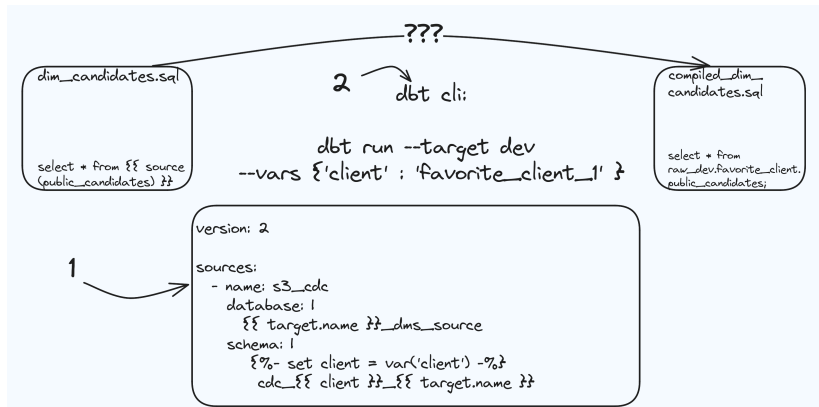 ???
dim_candidates.sql
select * from {{ source
(public_candidates) }}
2
dbt cli:
dbt run --target dev
--vars {'client' : 'favorite_client_1' }
compiled_dim_
candidates.sql
select * from
raw_dev.favorite_client.
public_candidates;
1
version: 2
sources:
- name: s3_cdc
database: |
{{ target.name }}_dms_source
schema: |
{%- set client = var('client') -%}
cdc_{{ client }}_{{ target.name }}